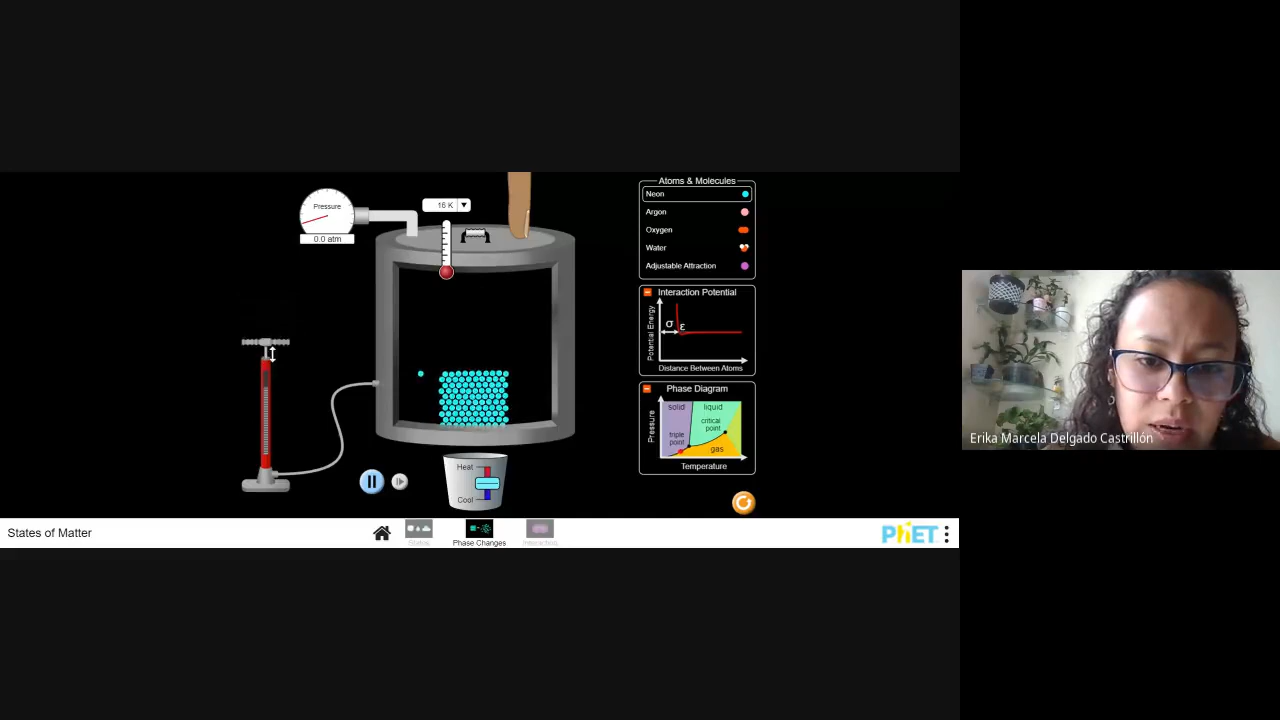 Pressure
0.0 atm
16 K
Heat
Cool
Atoms & Molecules
Neon
Argon
Oxygen
Water
Adjustable Attraction
Interaction Potential
Potential Energy
σ
ε
Distance Between Atoms
Phase Diagram
Pressure
solid
liquid
critical
point
triple
point
gas
Temperature
States of Matter
States
Phase Changes
Interaction
PhET
Erika Marcela Delgado Castrillón